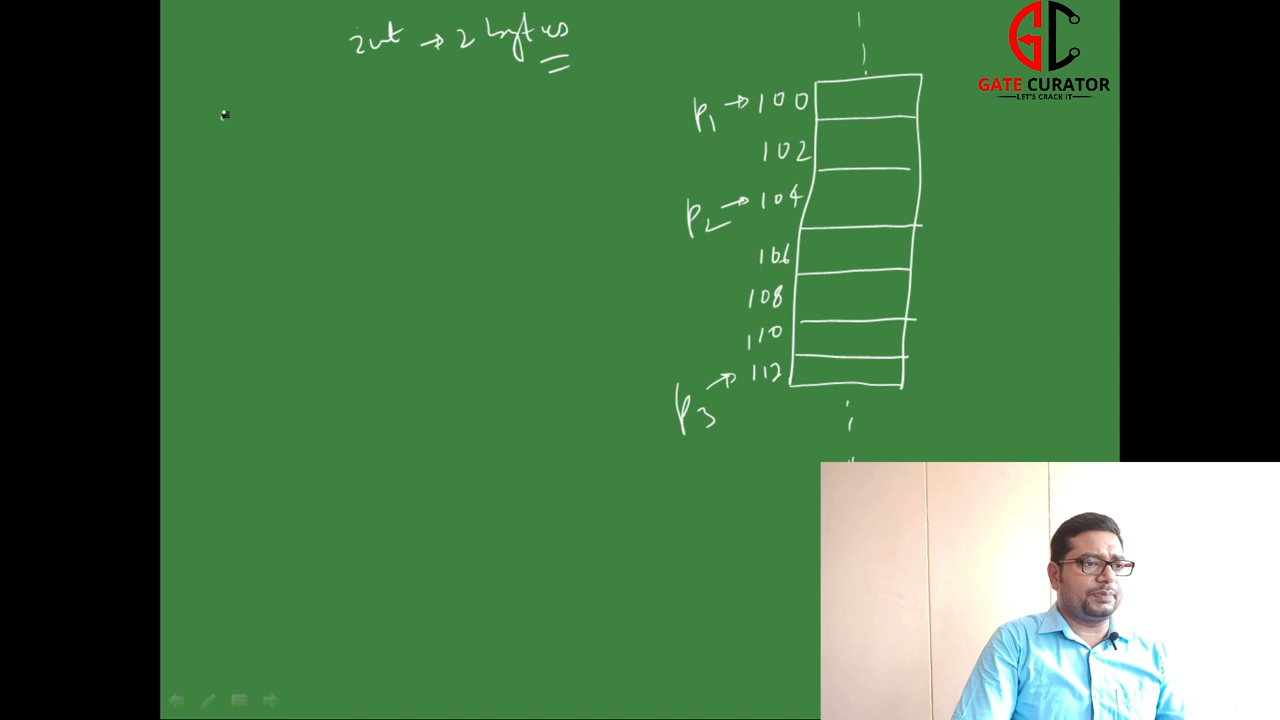 int → 2 bytes
GATE CURATOR
LET'S CRACK IT
P1 → 100
102
P2 → 104
106
108
110
P3 → 112